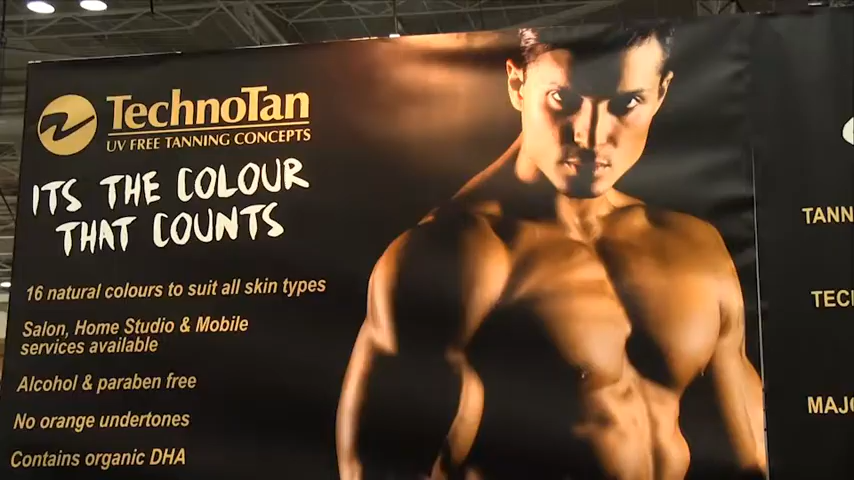 TechnoTan
UV FREE TANNING CONCEPTS
ITS THE COLOUR
THAT COUNTS
16 natural colours to suit all skin types
Salon, Home Studio & Mobile
services available
Alcohol & paraben free
No orange undertones
Contains organic DHA
TANN
TECH
MAJO